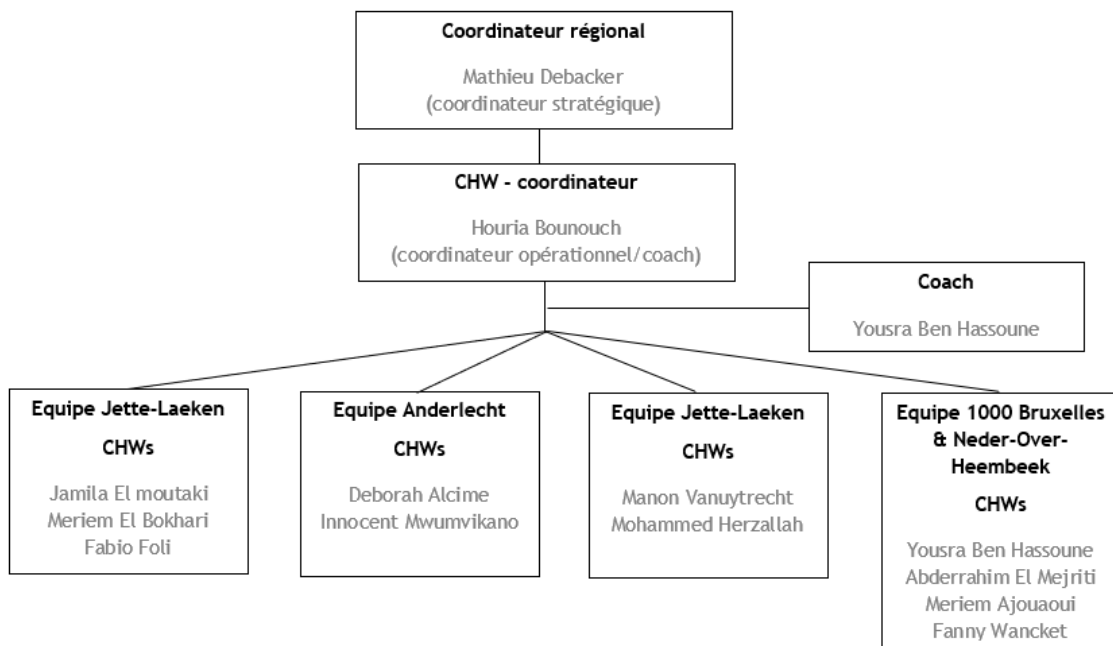 Coordinateur régional
Mathieu Debacker
(coordinateur stratégique)
CHW - coordinateur
Houria Bounouch
(coordinateur opérationnel/coach)
Coach
Yousra Ben Hassoune
Equipe Jette-Laeken
CHWs
Jamila El moutaki
Meriem El Bokhari
Fabio Foli
Equipe Anderlecht
CHWs
Deborah Alcime
Innocent Mwumvikano
Equipe Jette-Laeken
CHWs
Manon Vanuytrecht
Mohammed Herzallah
Equipe 1000 Bruxelles
& Neder-Over-
Heembeek
CHWs
Yousra Ben Hassoune
Abderrahim El Mejriti
Meriem Ajouaoui
Fanny Wancket